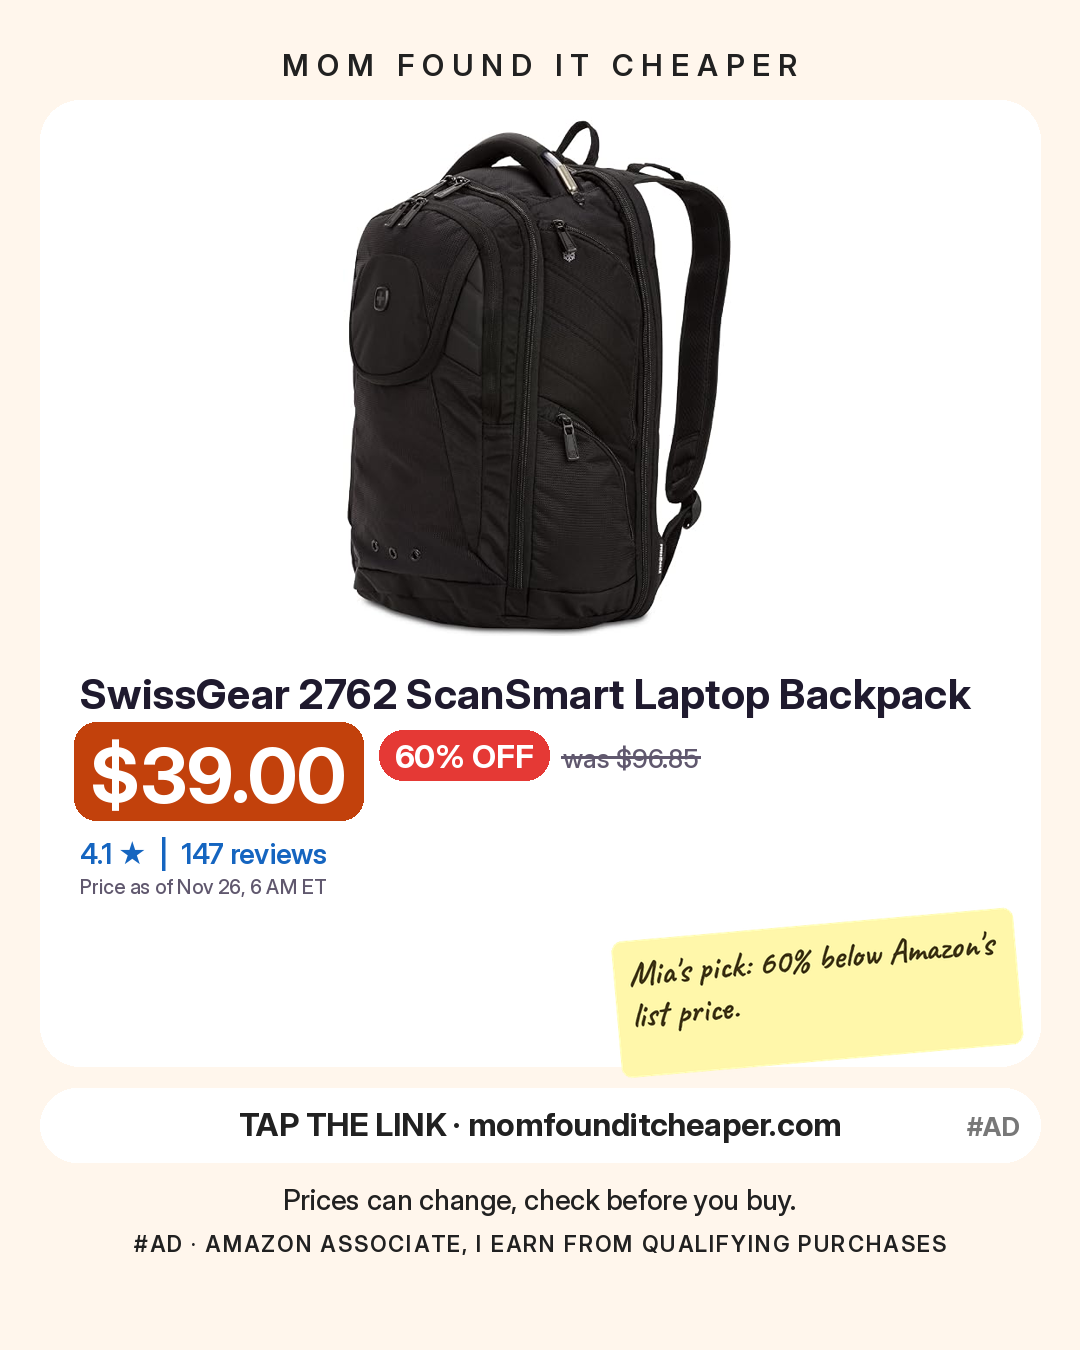 MOM FOUND IT CHEAPER
SwissGear 2762 ScanSmart Laptop Backpack
$39.00 60% OFF was $96.85
4.1 ★ | 147 reviews
Price as of Nov 26, 6 AM ET
Mia's pick: 60% below Amazon's
list price.
TAP THE LINK · momfounditcheaper.com #AD
Prices can change, check before you buy.
#AD · AMAZON ASSOCIATE, I EARN FROM QUALIFYING PURCHASES